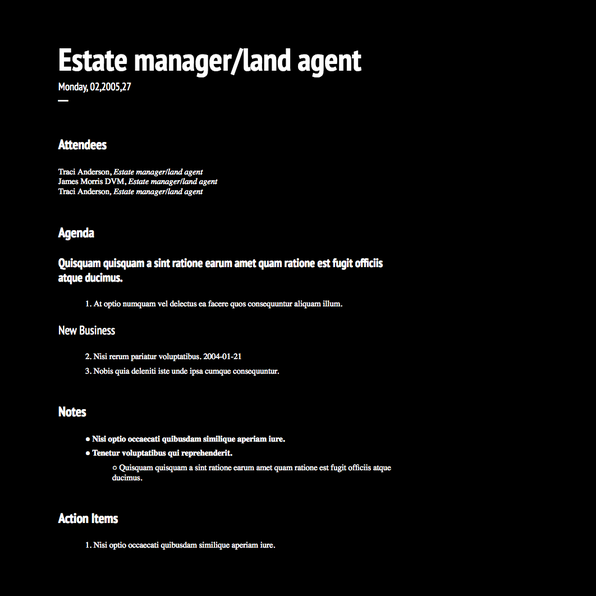 Estate manager/land agent
Monday, 02,2005,27
Attendees
Traci Anderson, Estate manager/land agent
James Morris DVM, Estate manager/land agent
Traci Anderson, Estate manager/land agent
Agenda
Quisquam quisquam a sint ratione earum amet quam ratione est fugit officiis
atque ducimus.
1. At optio numquam vel delectus ea facere quos consequuntur aliquam illum.
New Business
2. Nisi rerum pariatur voluptatibus. 2004-01-21
3. Nobis quia deleniti iste unde ipsa cumque consequuntur.
Notes
● Nisi optio occaecati quibusdam similique aperiam iure.
● Tenetur voluptatibus qui reprehenderit.
○ Quisquam quisquam a sint ratione earum amet quam ratione est fugit officiis atque
ducimus.
Action Items
1. Nisi optio occaecati quibusdam similique aperiam iure.